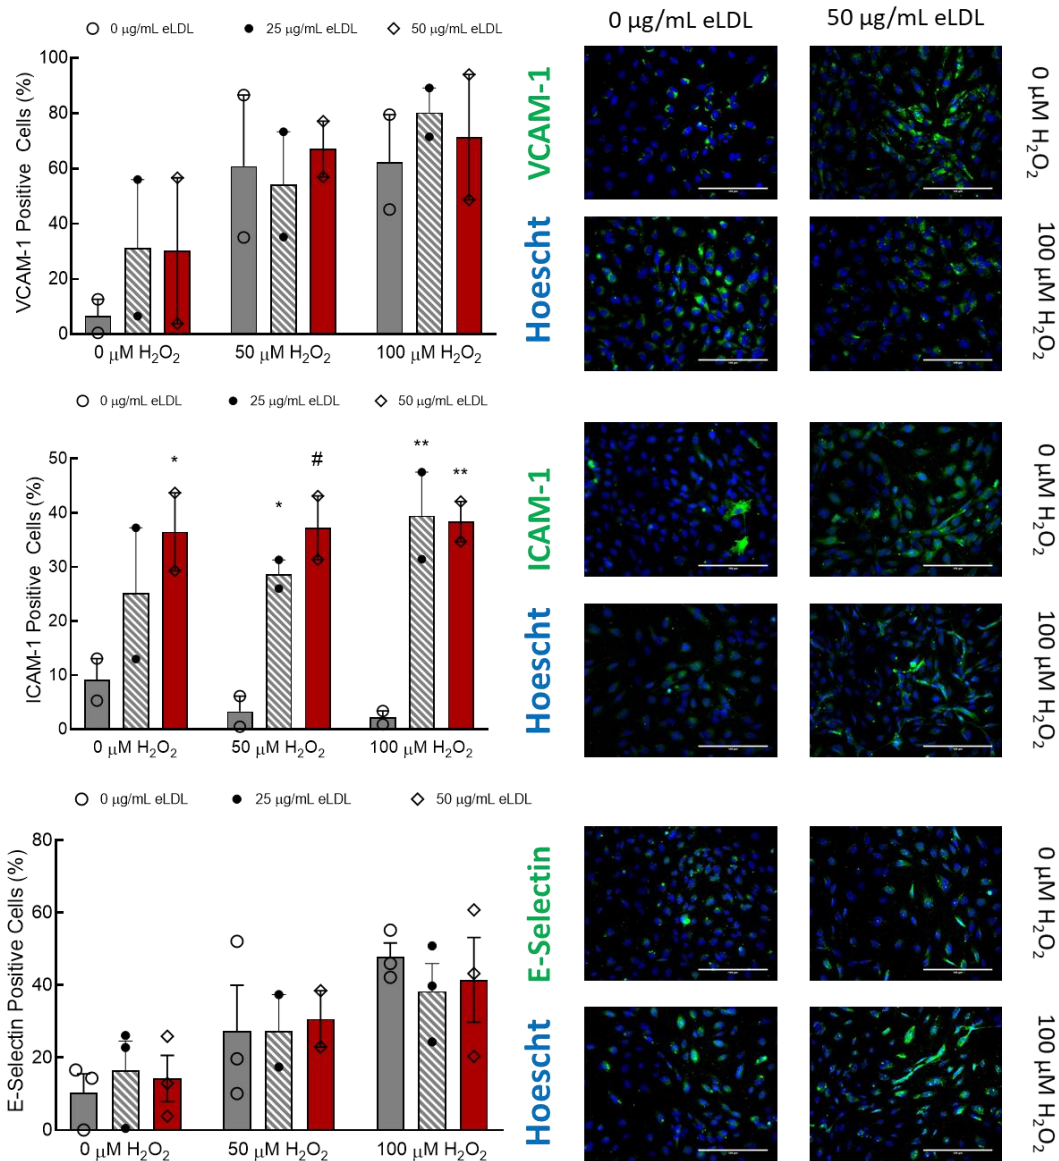 0 µg/mL eLDL 25 µg/mL eLDL 50 µg/mL eLDL
VCAM-1 Positive Cells (%)
100
80
60
40
20
0
0 µM H₂O₂ 50 µM H₂O₂ 100 µM H₂O₂
0 µg/mL eLDL 50 µg/mL eLDL
VCAM-1
Hoescht
0 µM H₂O₂
100 µM H₂O₂
0 µg/mL eLDL 25 µg/mL eLDL 50 µg/mL eLDL
ICAM-1 Positive Cells (%)
50
40
30
20
10
0
* * # ** **
0 µM H₂O₂ 50 µM H₂O₂ 100 µM H₂O₂
ICAM-1
Hoescht
0 µM H₂O₂
100 µM H₂O₂
0 µg/mL eLDL 25 µg/mL eLDL 50 µg/mL eLDL
E-Selectin Positive Cells (%)
80
60
40
20
0
0 µM H₂O₂ 50 µM H₂O₂ 100 µM H₂O₂
E-Selectin
Hoescht
0 µM H₂O₂
100 µM H₂O₂